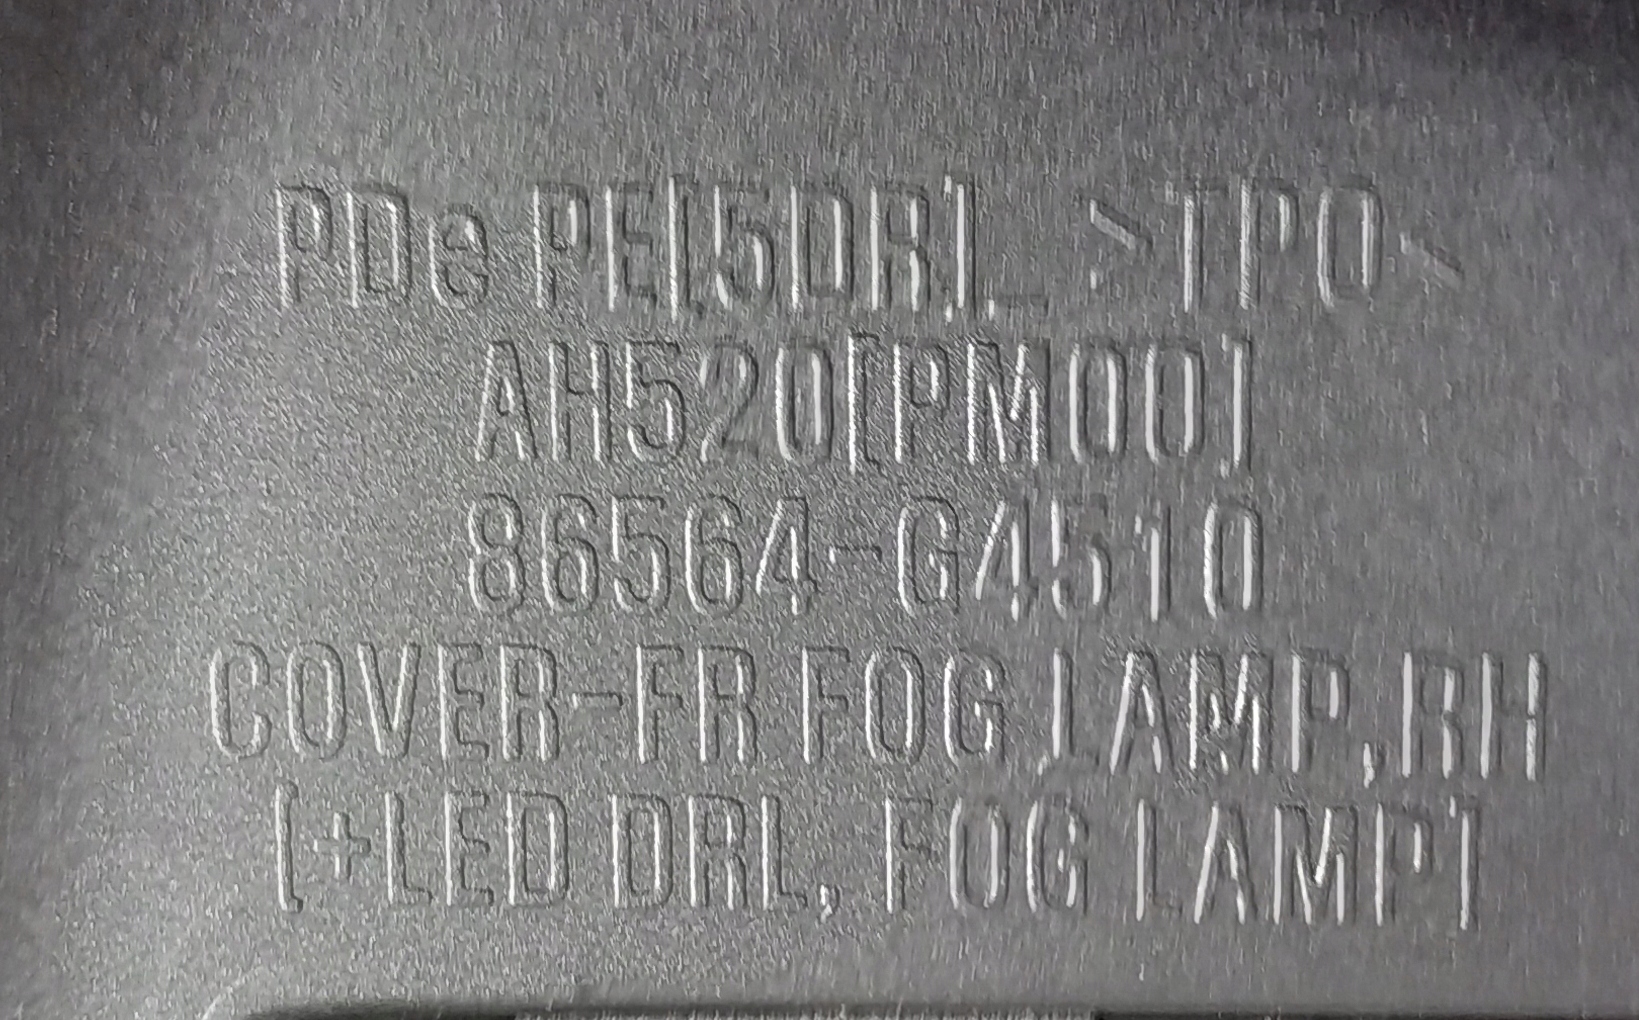 PDe PE[5DR]_ >TPO<
AH520[PM00]
86564-G4510
COVER-FR FOG LAMP,RH
[+LED DRL, FOG LAMP]